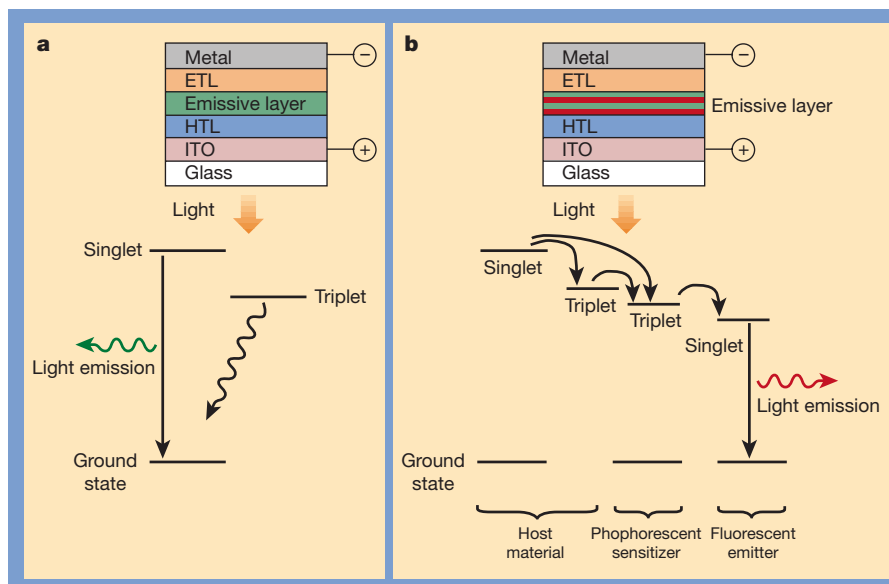 a
Metal
−
ETL
Emissive layer
HTL
ITO
+
Glass
Light
Singlet
Triplet
Light emission
Ground
state
b
Metal
−
ETL
Emissive layer
HTL
ITO
+
Glass
Light
Singlet
Triplet
Triplet
Singlet
Light emission
Ground
state
Host
material
Phophorescent
sensitizer
Fluorescent
emitter